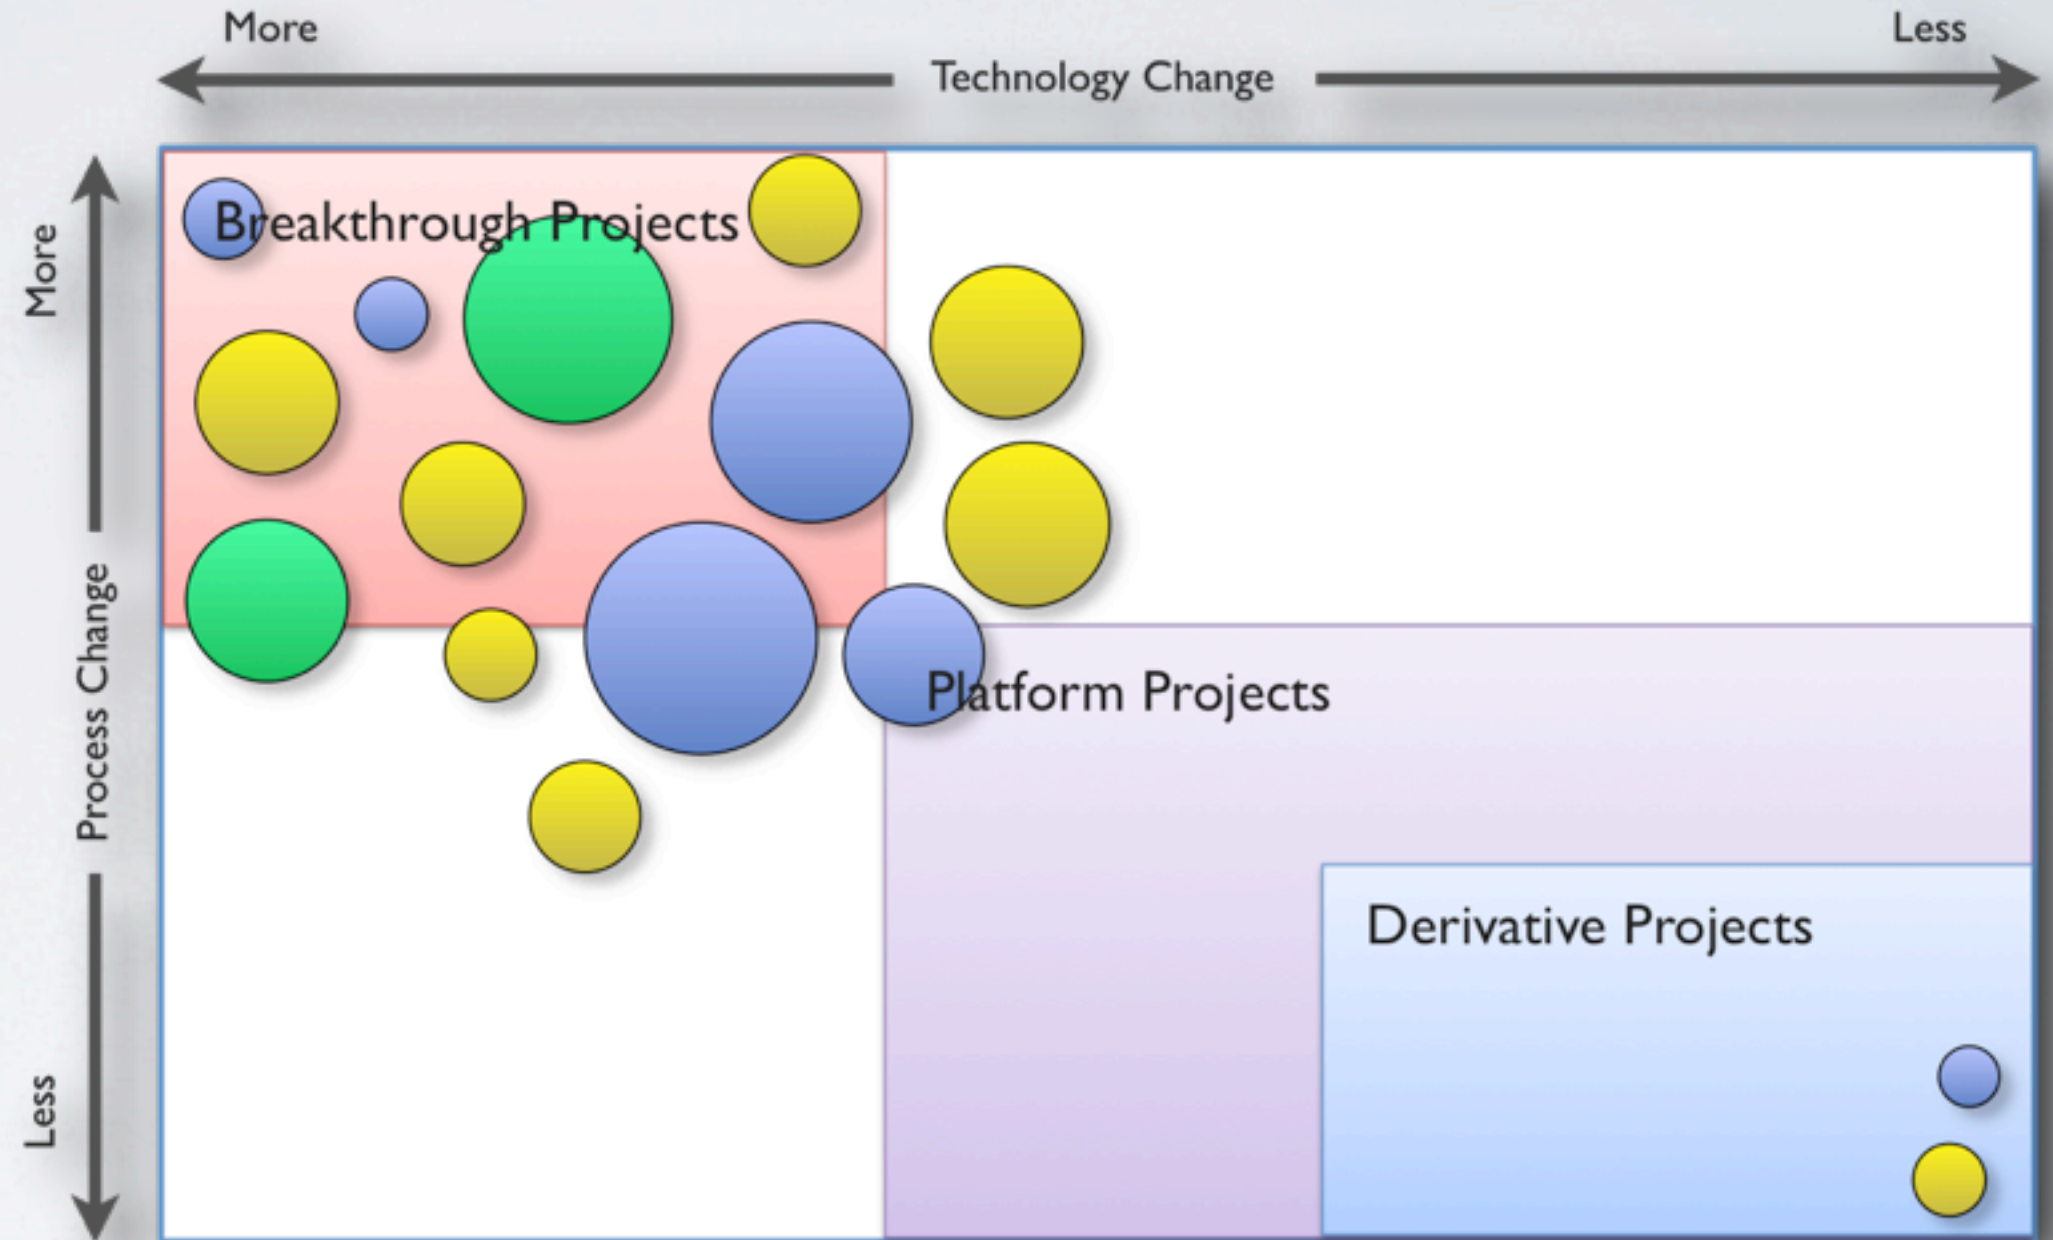 More
Less
Technology Change
More
Process Change
Less
Breakthrough Projects
Platform Projects
Derivative Projects